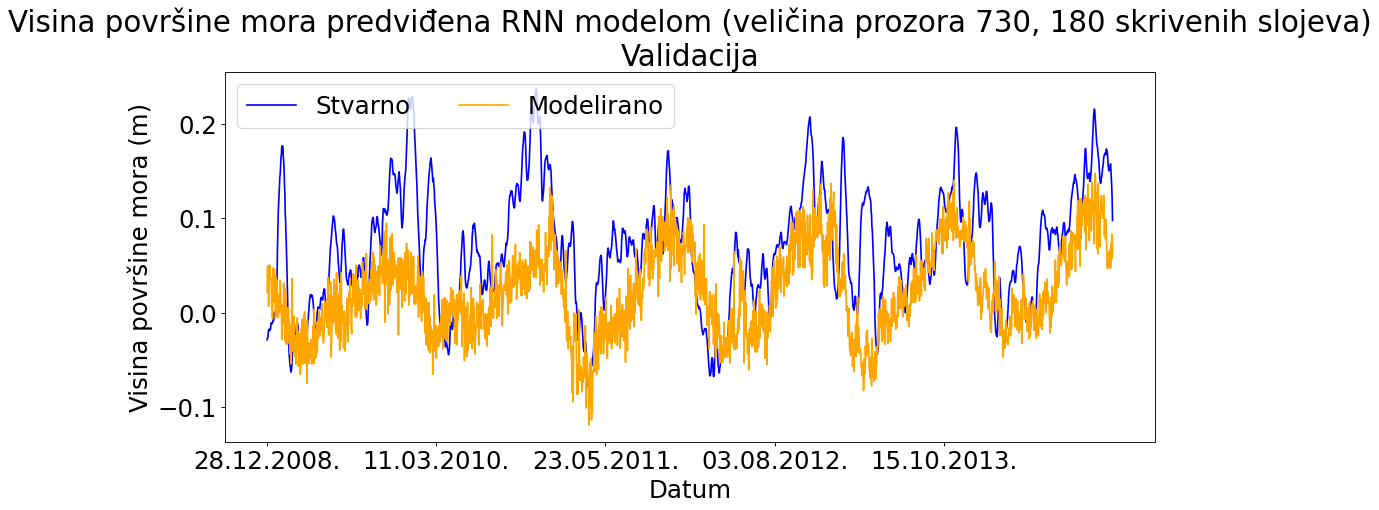 Visina površine mora predviđena RNN modelom (veličina prozora 730, 180 skrivenih slojeva)
Validacija
Stvarno
Modelirano
Visina površine mora (m)
0.2
0.1
0.0
−0.1
28.12.2008.
11.03.2010.
23.05.2011.
03.08.2012.
15.10.2013.
Datum